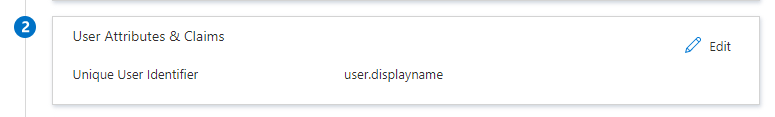 2
User Attributes & Claims
Edit
Unique User Identifier user.displayname